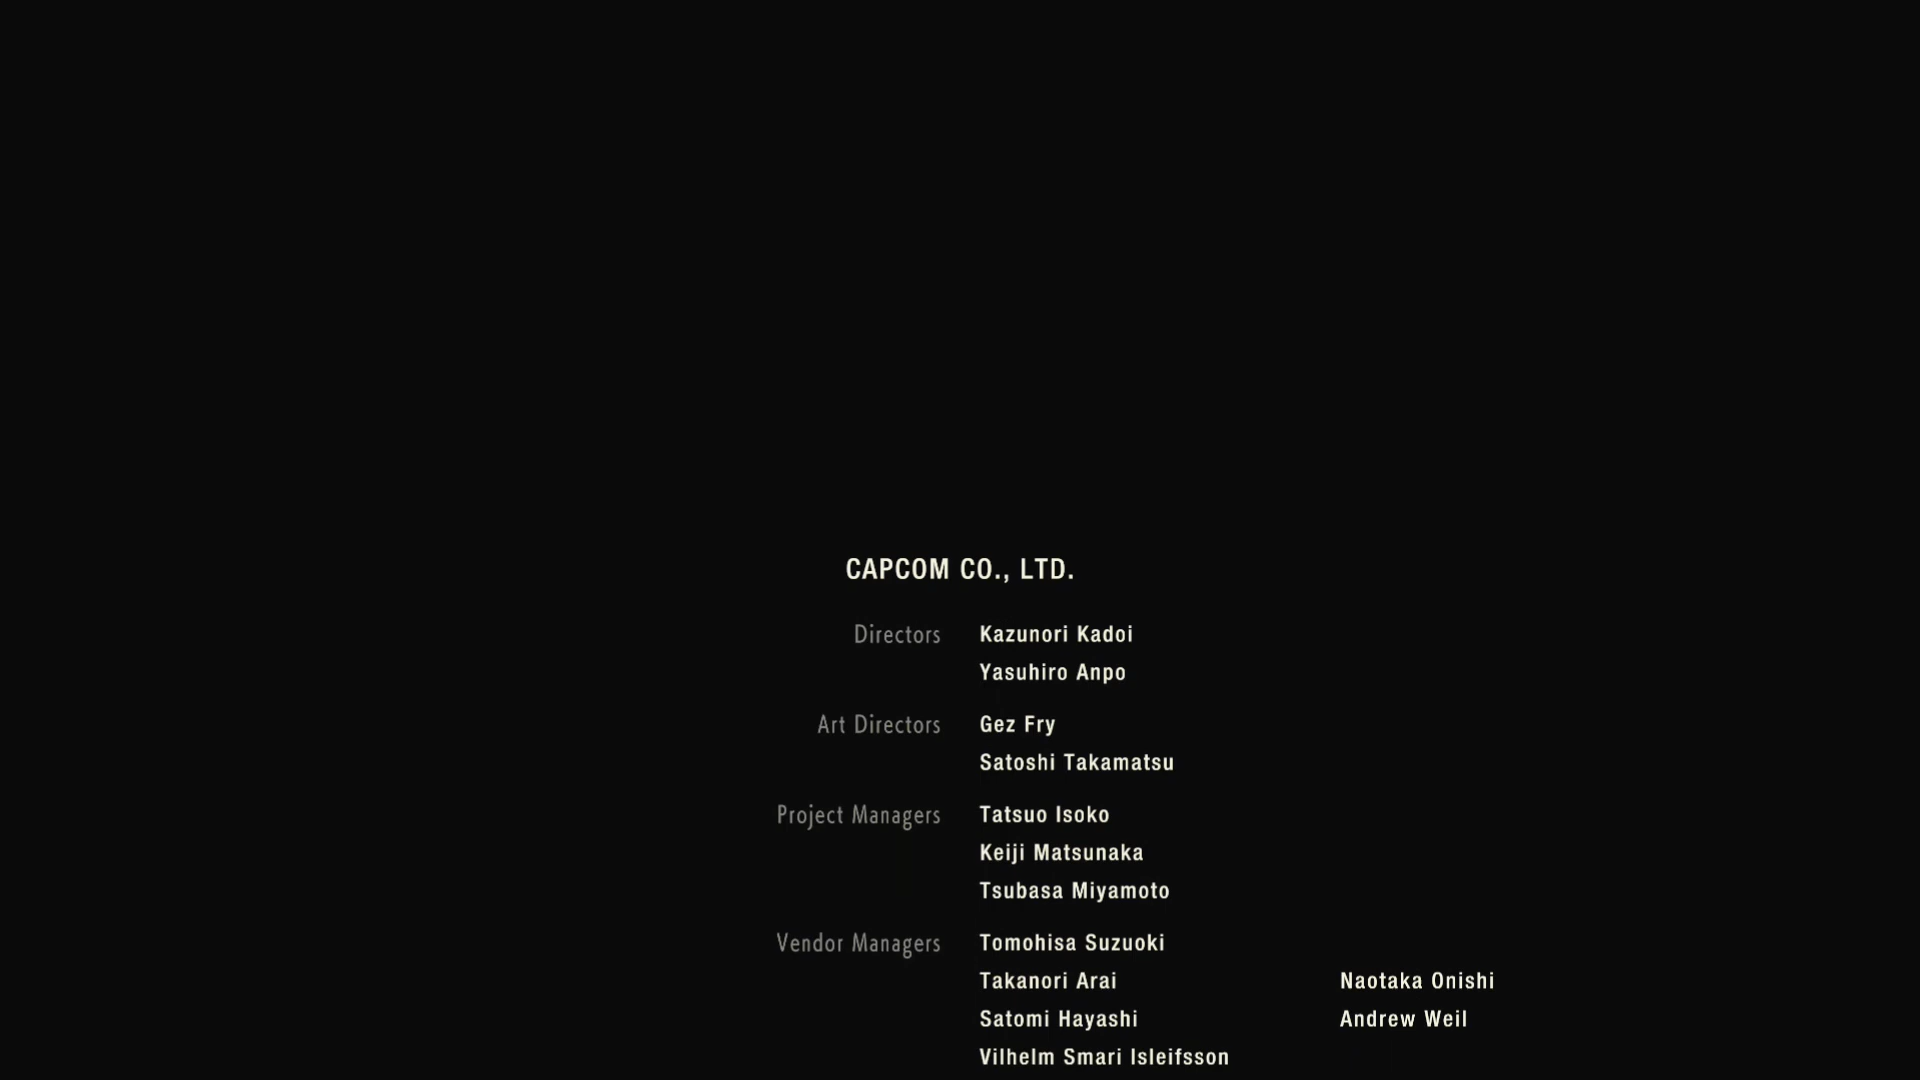 CAPCOM CO., LTD.
Directors Kazunori Kadoi
Yasuhiro Anpo
Art Directors Gez Fry
Satoshi Takamatsu
Project Managers Tatsuo Isoko
Keiji Matsunaka
Tsubasa Miyamoto
Vendor Managers Tomohisa Suzuoki
Takanori Arai Naotaka Onishi
Satomi Hayashi Andrew Weil
Vilhelm Smari Isleifsson